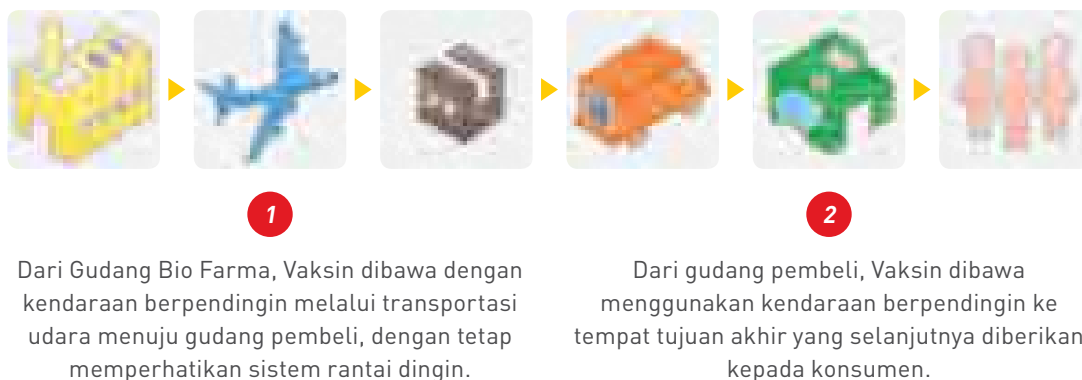 1
Dari Gudang Bio Farma, Vaksin dibawa dengan
kendaraan berpendingin melalui transportasi
udara menuju gudang pembeli, dengan tetap
memperhatikan sistem rantai dingin.
2
Dari gudang pembeli, Vaksin dibawa
menggunakan kendaraan berpendingin ke
tempat tujuan akhir yang selanjutnya diberikan
kepada konsumen.